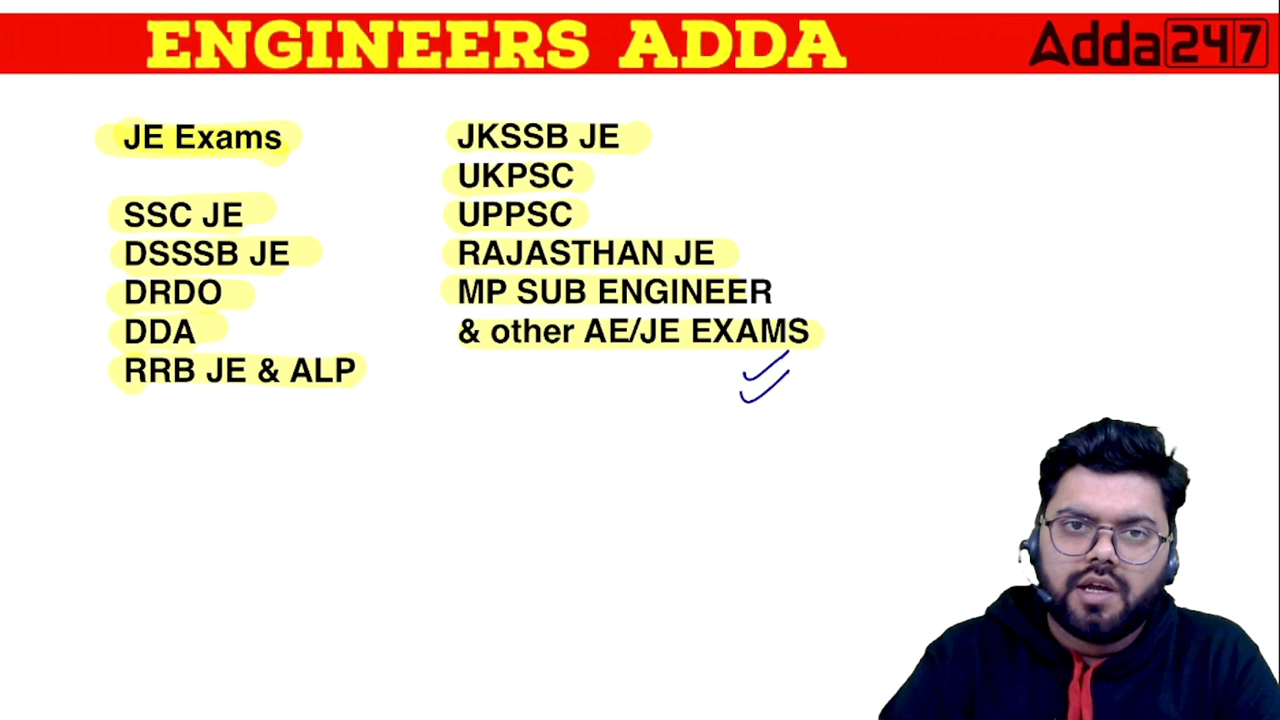 ENGINEERS ADDA
Adda247
JE Exams
SSC JE
DSSSB JE
DRDO
DDA
RRB JE & ALP
JKSSB JE
UKPSC
UPPSC
RAJASTHAN JE
MP SUB ENGINEER
& other AE/JE EXAMS